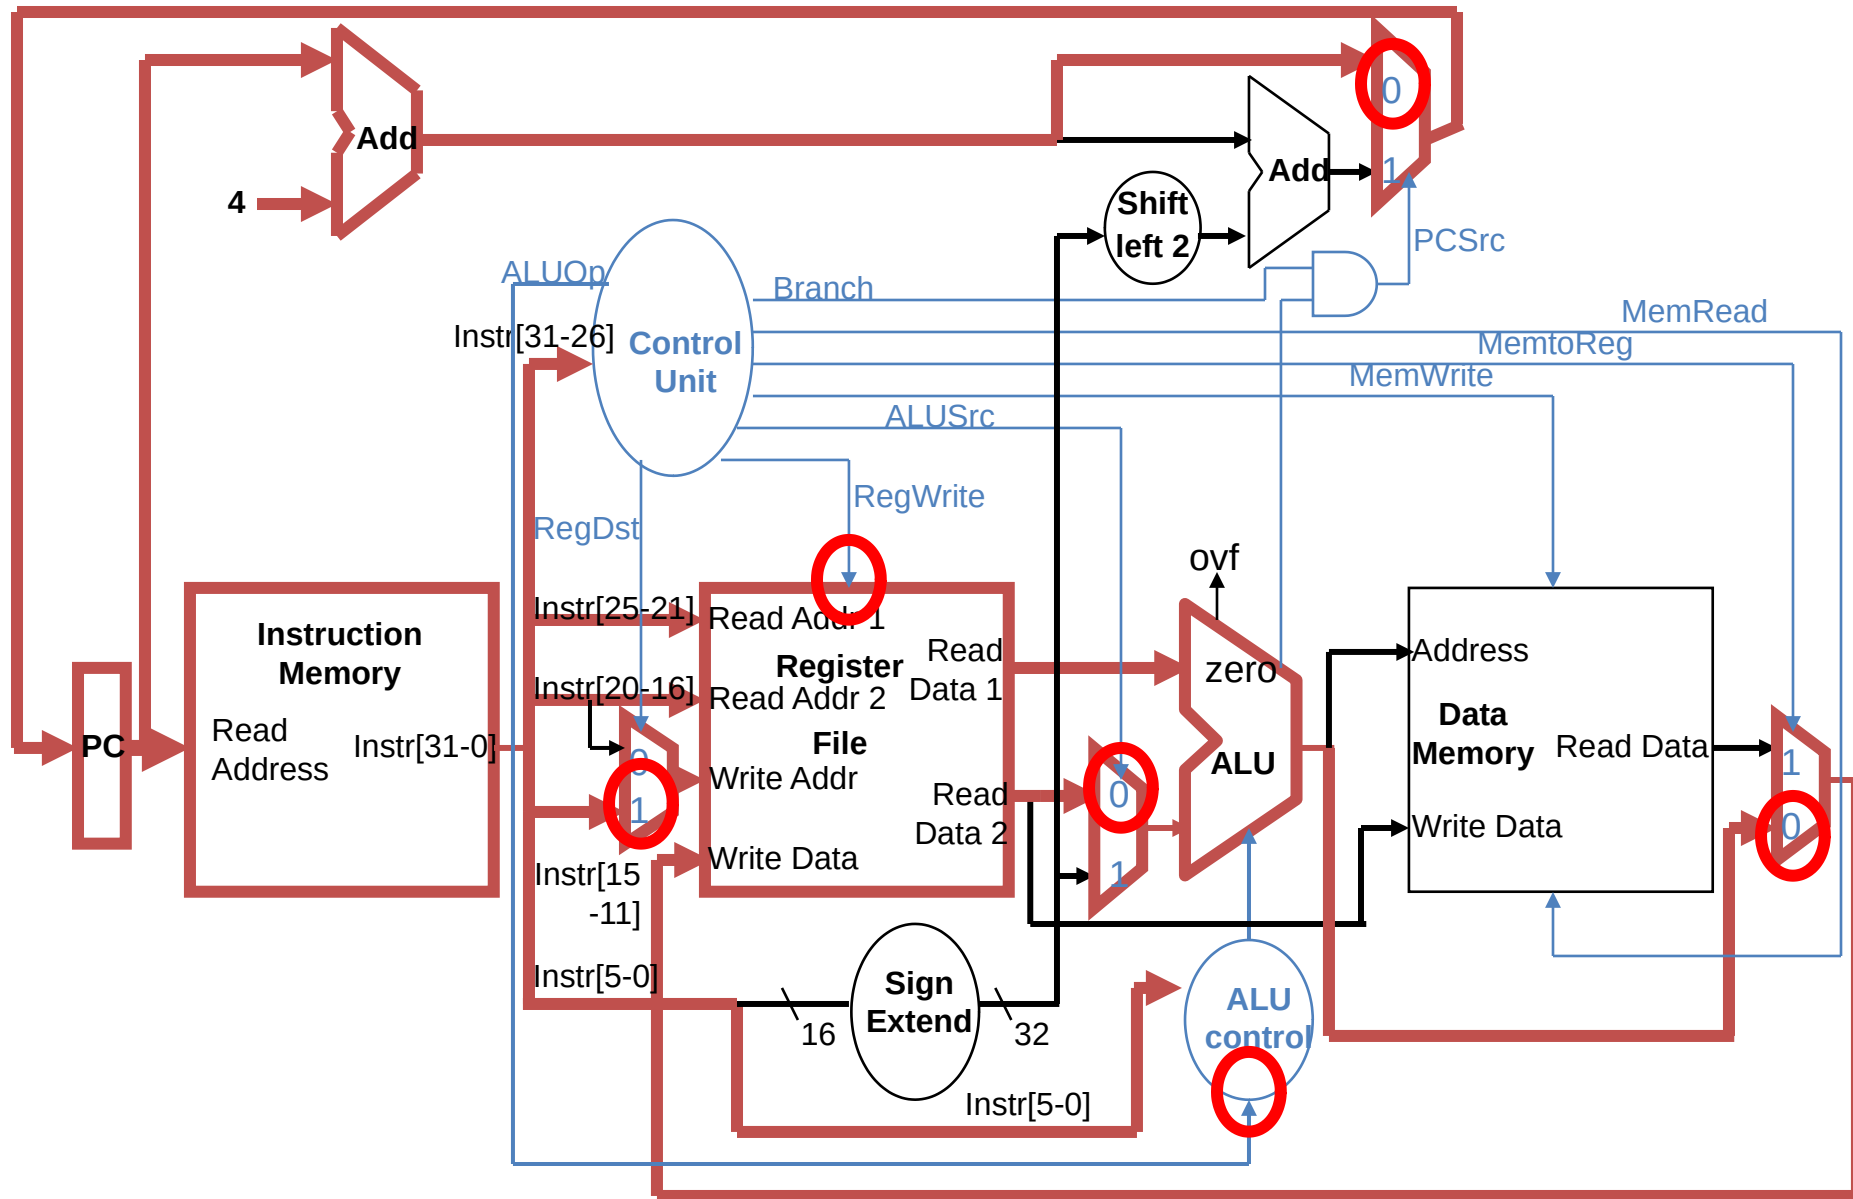 0
Add
1
Add
4
Shift
left 2
PCSrc
ALUOp
Branch
MemRead
Instr[31-26]
Control
Unit
MemtoReg
MemWrite
ALUSrc
RegWrite
RegDst
ovf
Instr[25-21]
Read Addr 1
Instruction
Memory
Register
Read
Data 1
zero
Address
Instr[20-16]
Read Addr 2
Data
Memory
Read
Address
Instr[31-0]
PC
File
0
Write Addr
1
Read
Data 2
0
ALU
Read Data
1
Write Data
0
Write Data
1
Instr[15
-11]
Instr[5-0]
Sign
Extend
16
32
ALU
control
Instr[5-0]